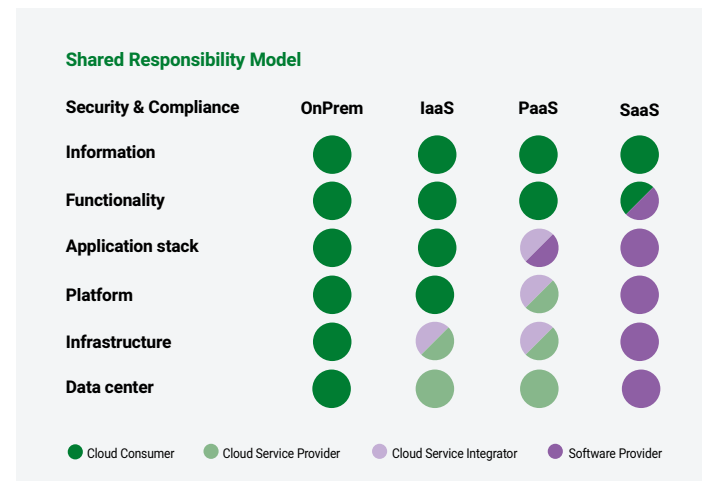 Shared Responsibility Model
Security & Compliance OnPrem IaaS PaaS SaaS
Information
Functionality
Application stack
Platform
Infrastructure
Data center
Cloud Consumer Cloud Service Provider Cloud Service Integrator Software Provider